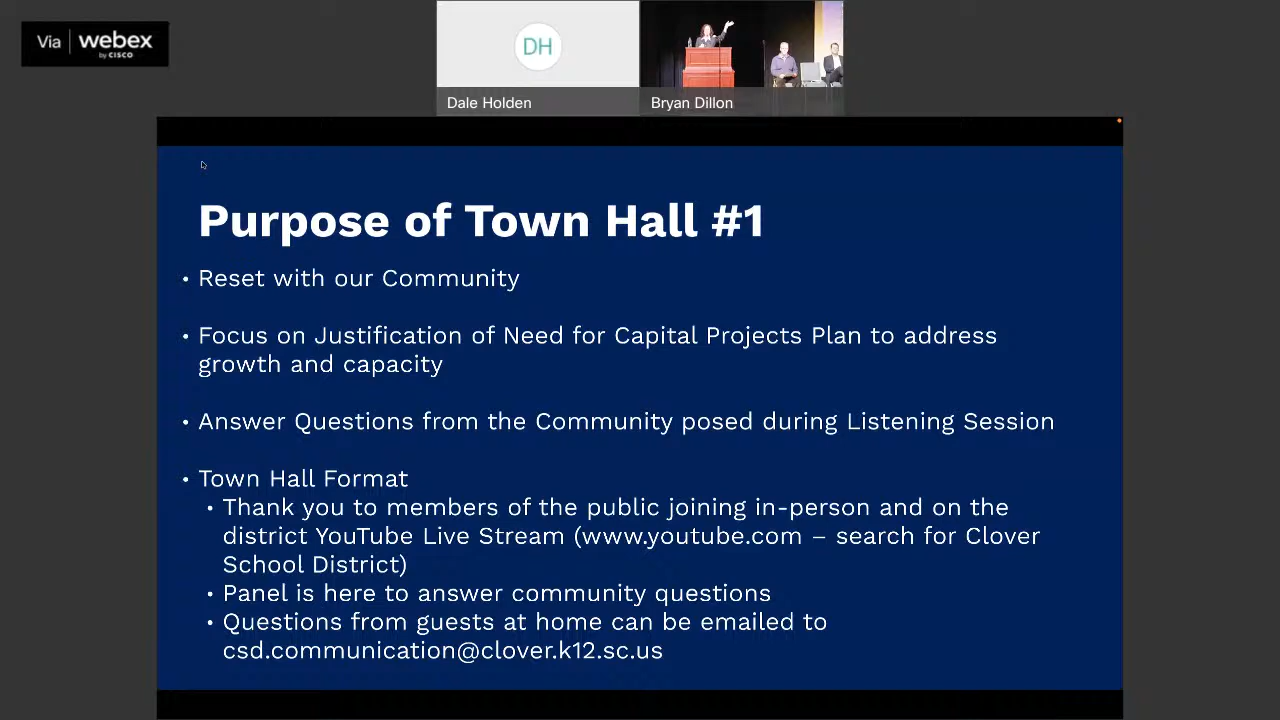 Via webex
by CISCO
DH
Dale Holden
Bryan Dillon
Purpose of Town Hall #1
• Reset with our Community
• Focus on Justification of Need for Capital Projects Plan to address
growth and capacity
• Answer Questions from the Community posed during Listening Session
• Town Hall Format
• Thank you to members of the public joining in-person and on the
district YouTube Live Stream (www.youtube.com – search for Clover
School District)
• Panel is here to answer community questions
• Questions from guests at home can be emailed to
csd.communication@clover.k12.sc.us